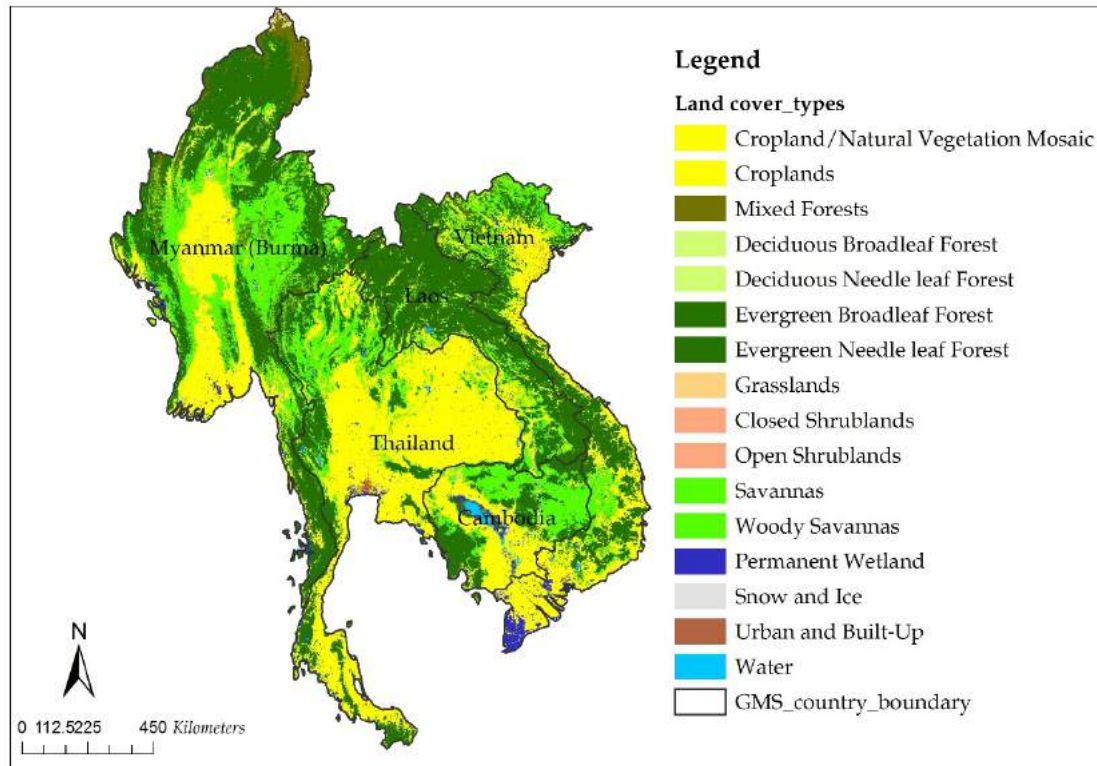 Legend
Land cover_types
Cropland/Natural Vegetation Mosaic
Croplands
Mixed Forests
Deciduous Broadleaf Forest
Deciduous Needle leaf Forest
Evergreen Broadleaf Forest
Evergreen Needle leaf Forest
Grasslands
Closed Shrublands
Open Shrublands
Savannas
Woody Savannas
Permanent Wetland
Snow and Ice
Urban and Built-Up
Water
GMS_country_boundary
Myanmar (Burma)
Vietnam
Laos
Thailand
Cambodia
N
0 112.5225 450 Kilometers